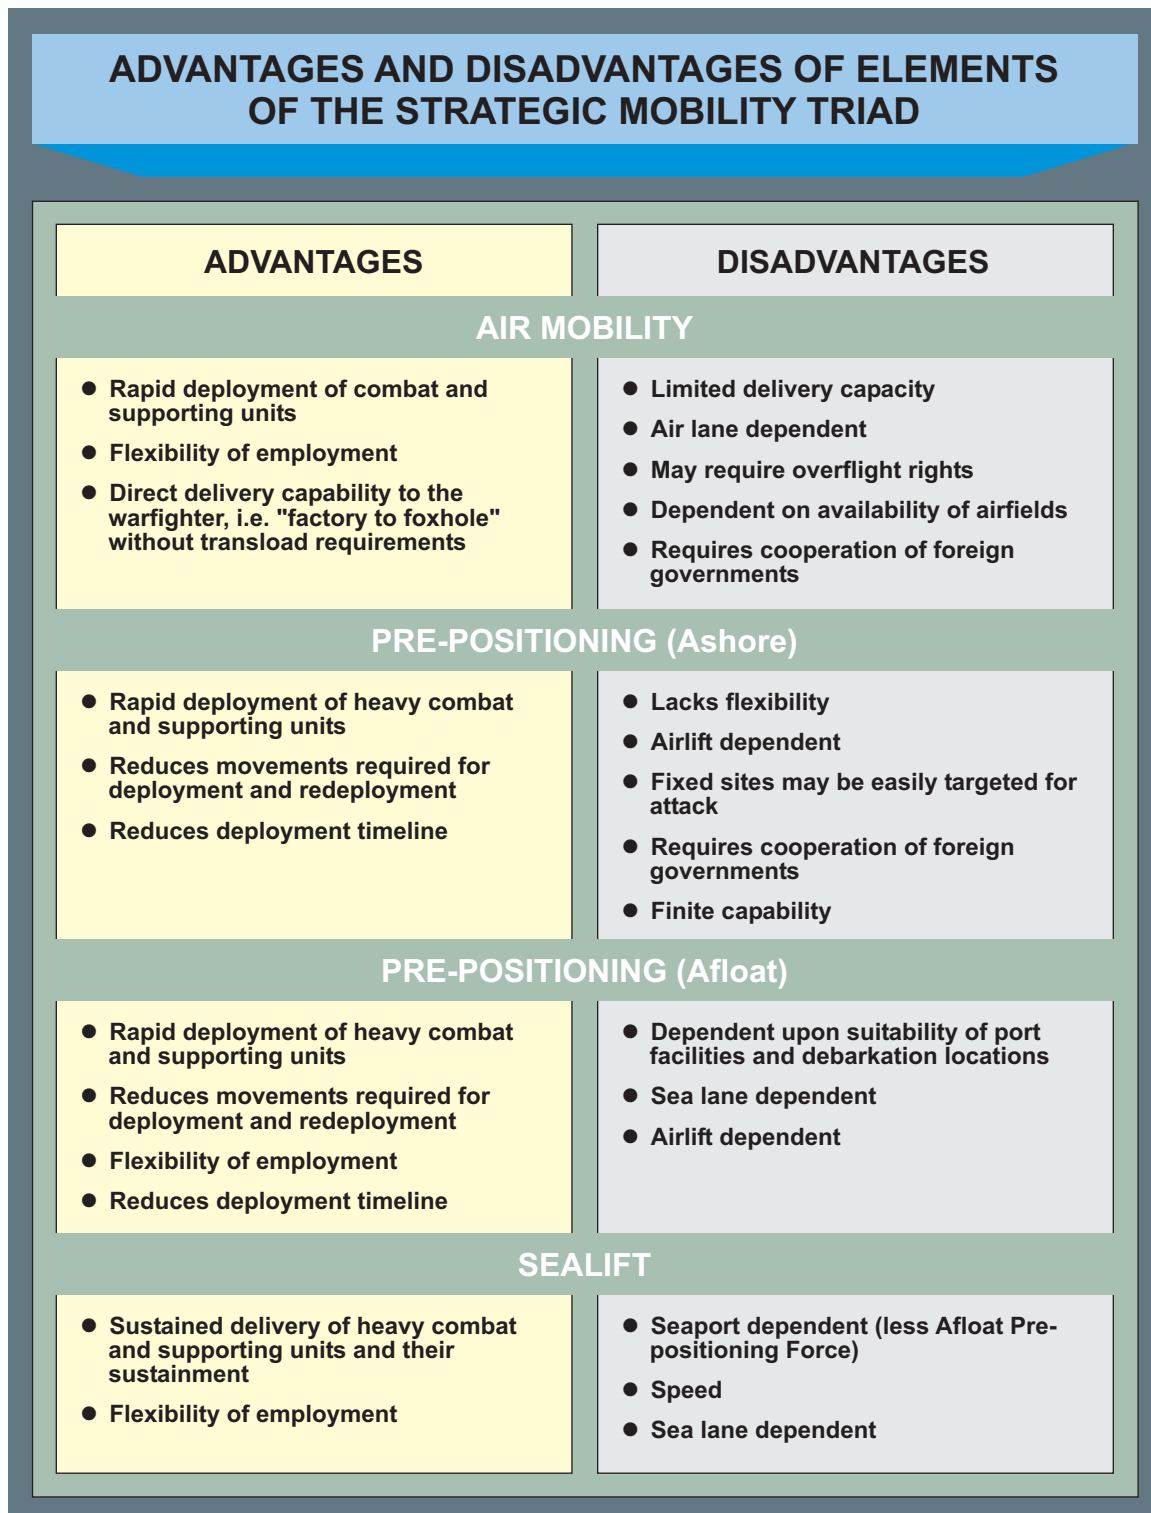 ADVANTAGES AND DISADVANTAGES OF ELEMENTS
OF THE STRATEGIC MOBILITY TRIAD
ADVANTAGES
DISADVANTAGES
AIR MOBILITY
● Rapid deployment of combat and
supporting units
● Flexibility of employment
● Direct delivery capability to the
warfighter, i.e. "factory to foxhole"
without transload requirements
● Limited delivery capacity
● Air lane dependent
● May require overflight rights
● Dependent on availability of airfields
● Requires cooperation of foreign
governments
PRE-POSITIONING (Ashore)
● Rapid deployment of heavy combat
and supporting units
● Reduces movements required for
deployment and redeployment
● Reduces deployment timeline
● Lacks flexibility
● Airlift dependent
● Fixed sites may be easily targeted for
attack
● Requires cooperation of foreign
governments
● Finite capability
PRE-POSITIONING (Afloat)
● Rapid deployment of heavy combat
and supporting units
● Reduces movements required for
deployment and redeployment
● Flexibility of employment
● Reduces deployment timeline
● Dependent upon suitability of port
facilities and debarkation locations
● Sea lane dependent
● Airlift dependent
SEALIFT
● Sustained delivery of heavy combat
and supporting units and their
sustainment
● Flexibility of employment
● Seaport dependent (less Afloat Pre-
positioning Force)
● Speed
● Sea lane dependent